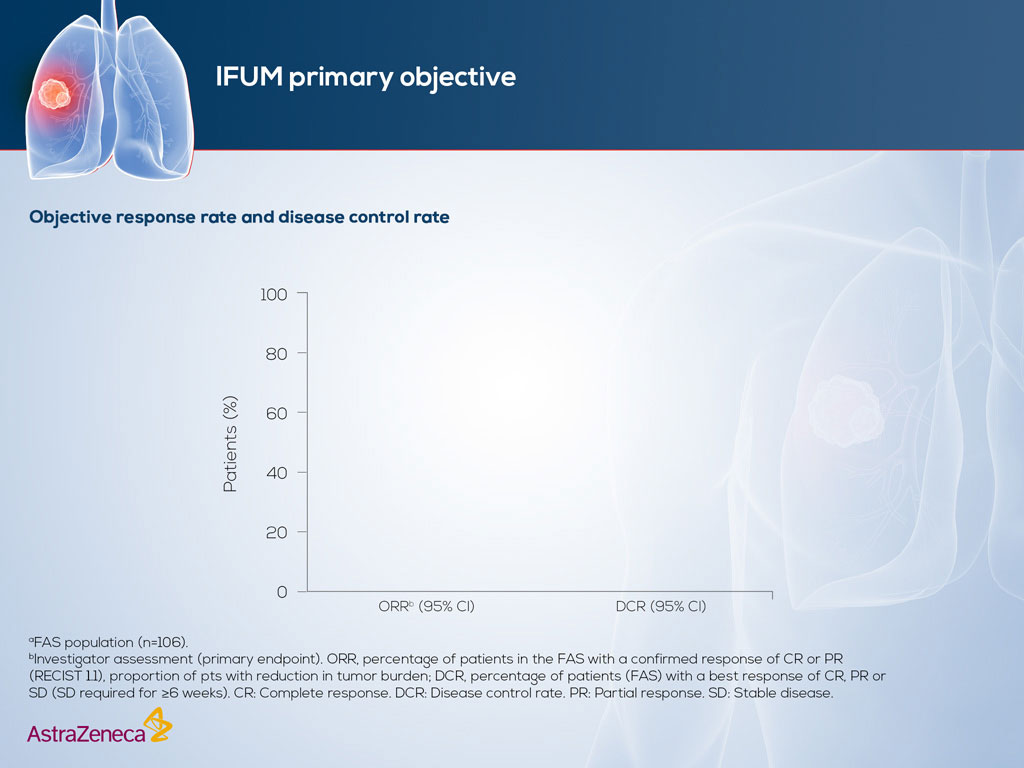 IFUM primary objective
Objective response rate and disease control rate
100
80
60
40
20
0
Patients (%)
ORRᵇ (95% CI)
DCR (95% CI)
ᵃFAS population (n=106).
ᵇInvestigator assessment (primary endpoint). ORR, percentage of patients in the FAS with a confirmed response of CR or PR
(RECIST 1.1), proportion of pts with reduction in tumor burden; DCR, percentage of patients (FAS) with a best response of CR, PR or
SD (SD required for ≥6 weeks). CR: Complete response. DCR: Disease control rate. PR: Partial response. SD: Stable disease.
AstraZeneca